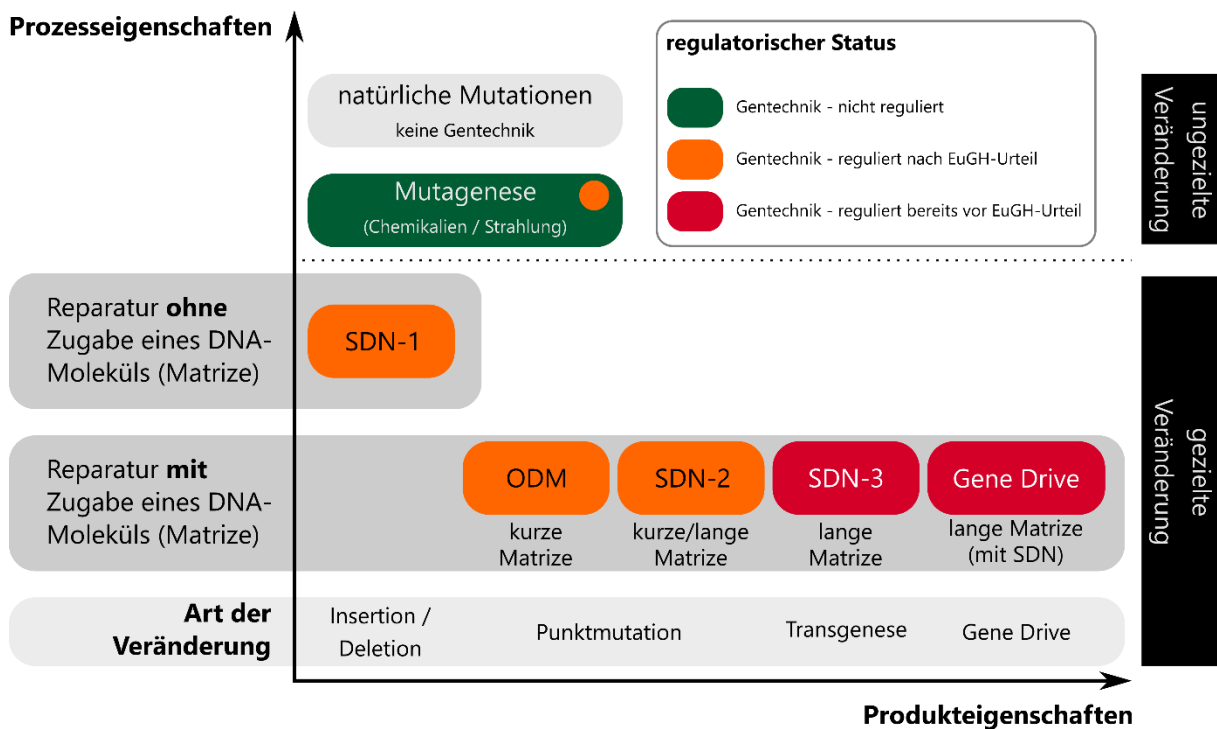 Prozesseigenschaften
regulatorischer Status
Gentechnik - nicht reguliert
Gentechnik - reguliert nach EuGH-Urteil
Gentechnik - reguliert bereits vor EuGH-Urteil
natürliche Mutationen
keine Gentechnik
Mutagenese
(Chemikalien / Strahlung)
ungezielte
Veränderung
Reparatur ohne
Zugabe eines DNA-
Moleküls (Matrize)
SDN-1
Reparatur mit
Zugabe eines DNA-
Moleküls (Matrize)
ODM
kurze
Matrize
SDN-2
kurze/lange
Matrize
SDN-3
lange
Matrize
Gene Drive
lange Matrize
(mit SDN)
gezielte
Veränderung
Art der
Veränderung
Insertion /
Deletion
Punktmutation
Transgenese
Gene Drive
Produkteigenschaften